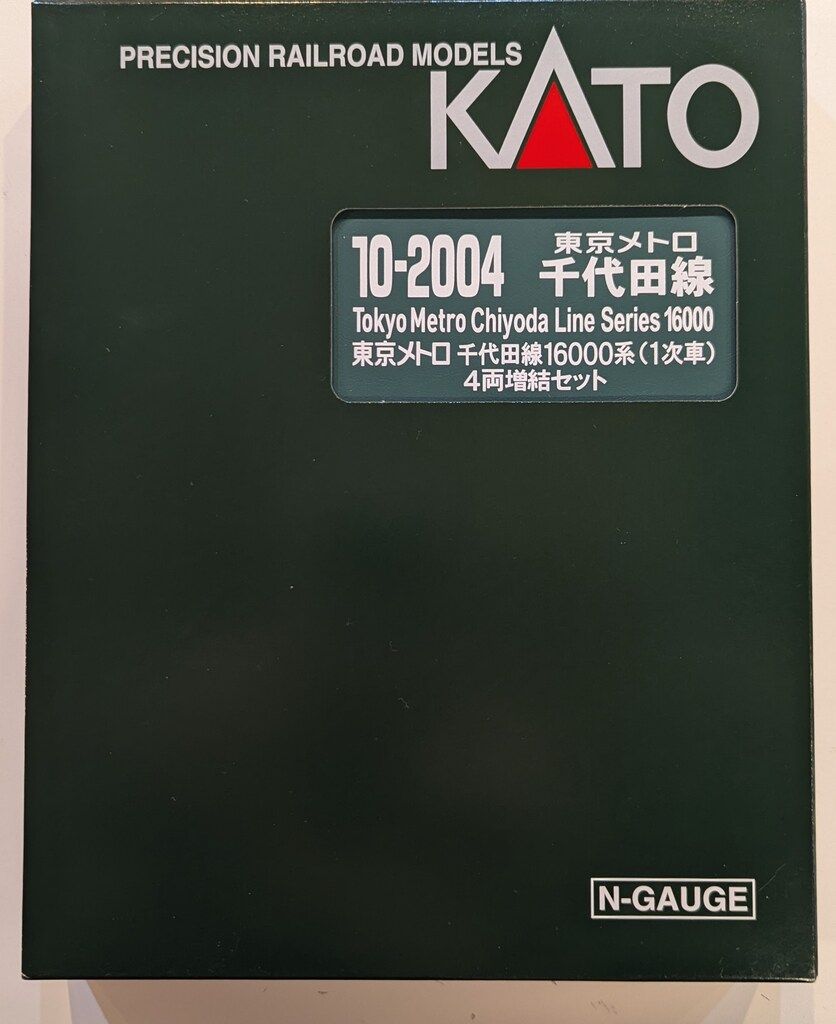 PRECISION RAILROAD MODELS
KATO
10-2004
東京メトロ
千代田線
Tokyo Metro Chiyoda Line Series 16000
東京メトロ 千代田線16000系(1次車)
4両増結セット
N-GAUGE